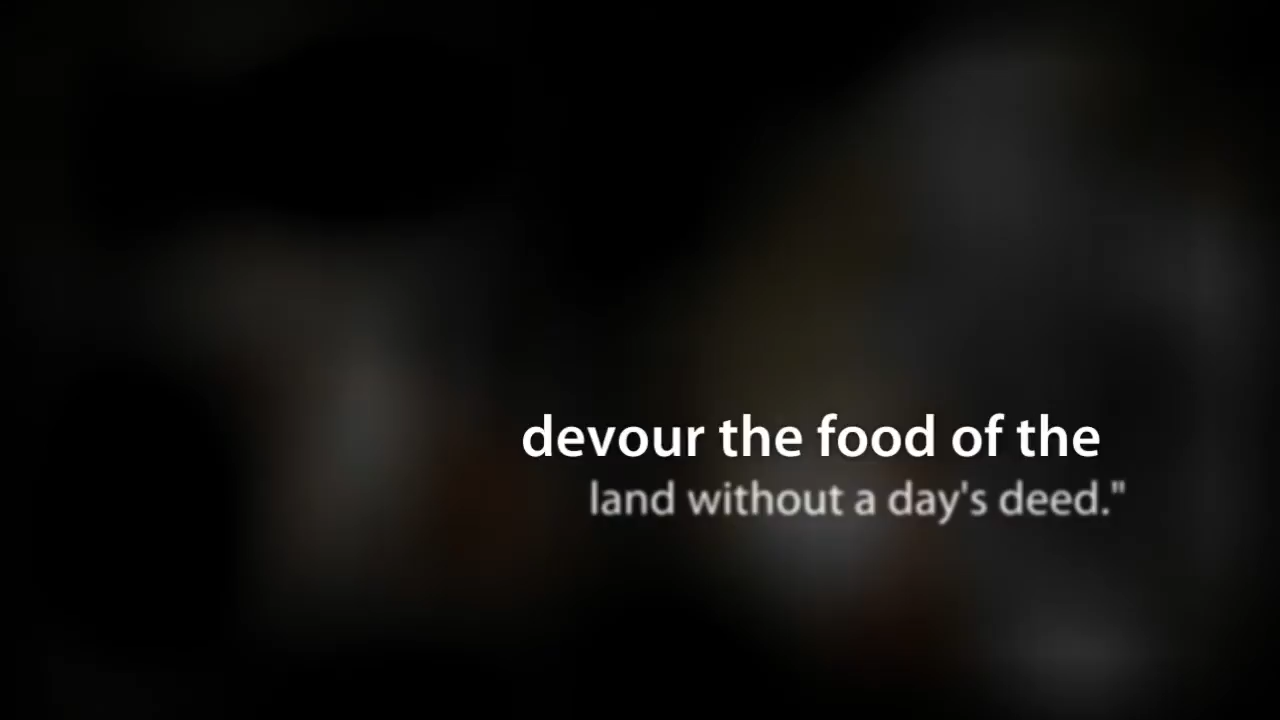 devour the food of the
land without a day's deed."